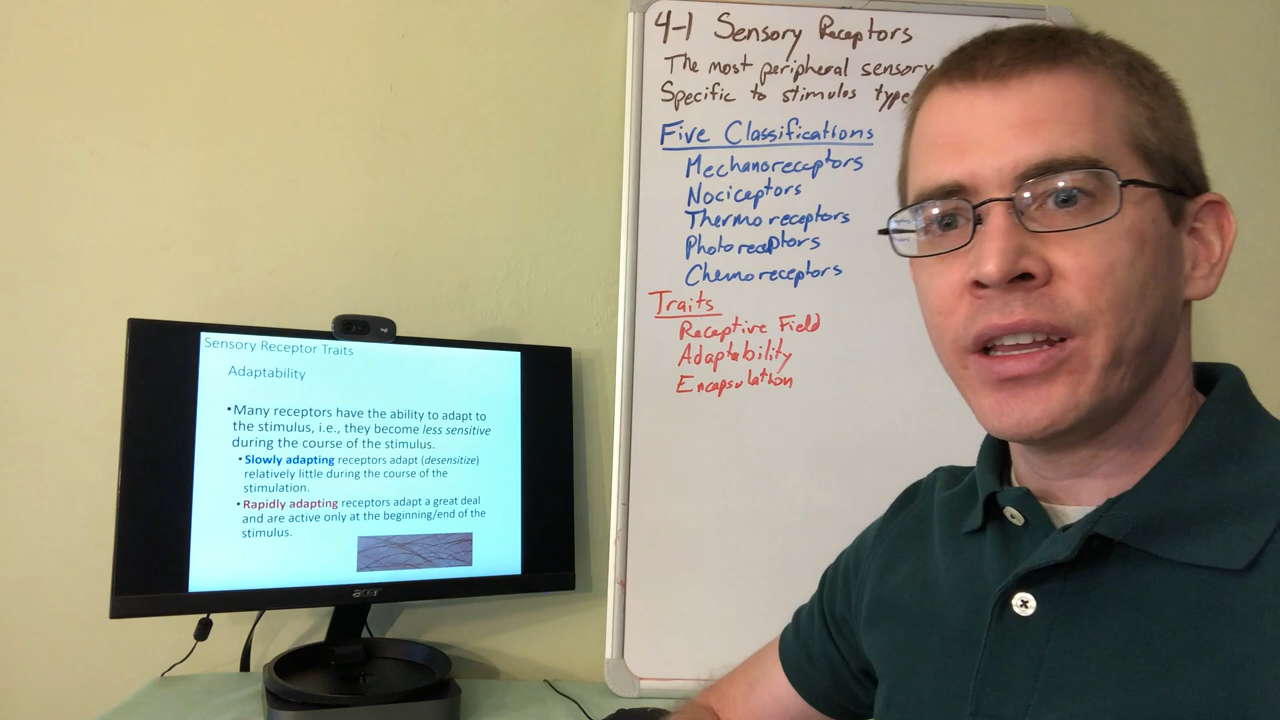 4-1 Sensory Receptors
The most peripheral sensory
Specific to stimulus type
Five Classifications
Mechanoreceptors
Nociceptors
Thermoreceptors
Photoreceptors
Chemoreceptors
Traits
Receptive Field
Adaptability
Encapsulation
Sensory Receptor Traits
Adaptability
•Many receptors have the ability to adapt to
the stimulus, i.e., they become less sensitive
during the course of the stimulus.
•Slowly adapting receptors adapt (desensitize)
relatively little during the course of the
stimulation.
•Rapidly adapting receptors adapt a great deal
and are active only at the beginning/end of the
stimulus.
acer